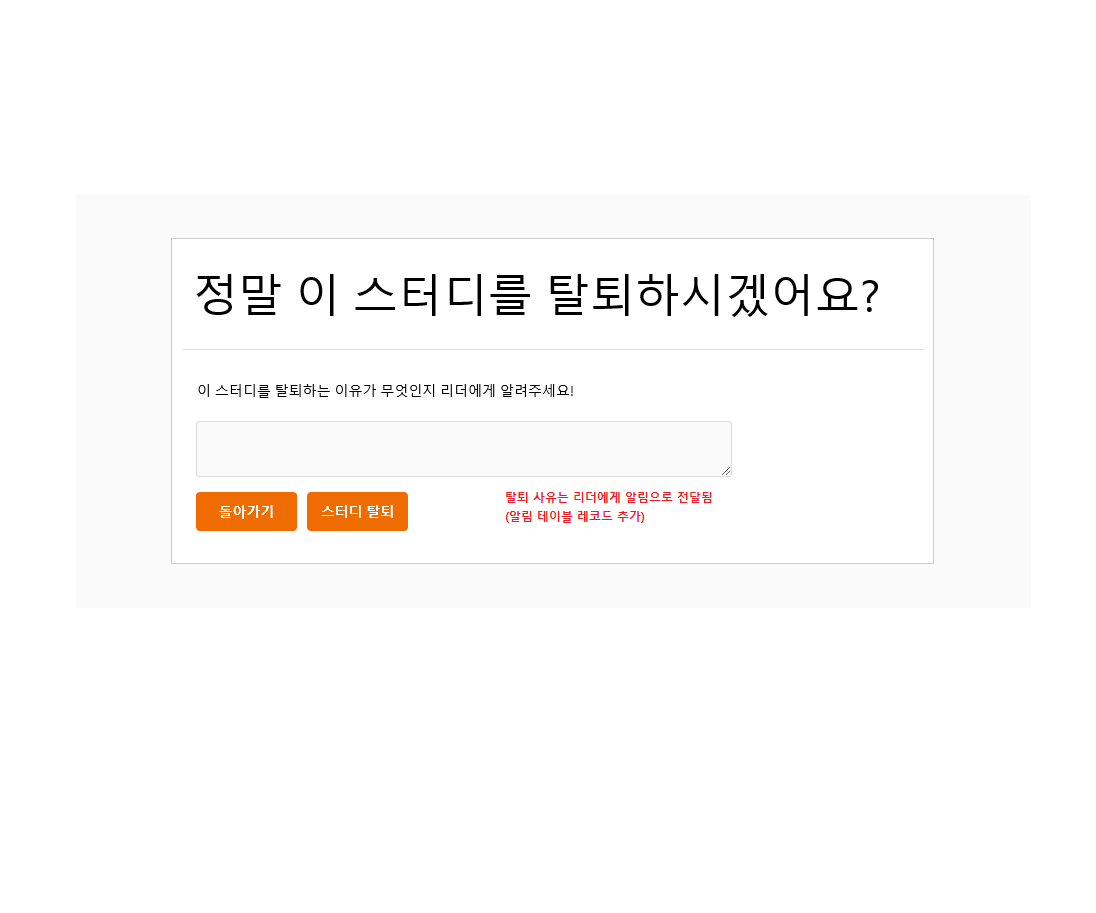 정말 이 스터디를 탈퇴하시겠어요?
이 스터디를 탈퇴하는 이유가 무엇인지 리더에게 알려주세요!
돌아가기
스터디 탈퇴
탈퇴 사유는 리더에게 알림으로 전달됨
(알림 테이블 레코드 추가)